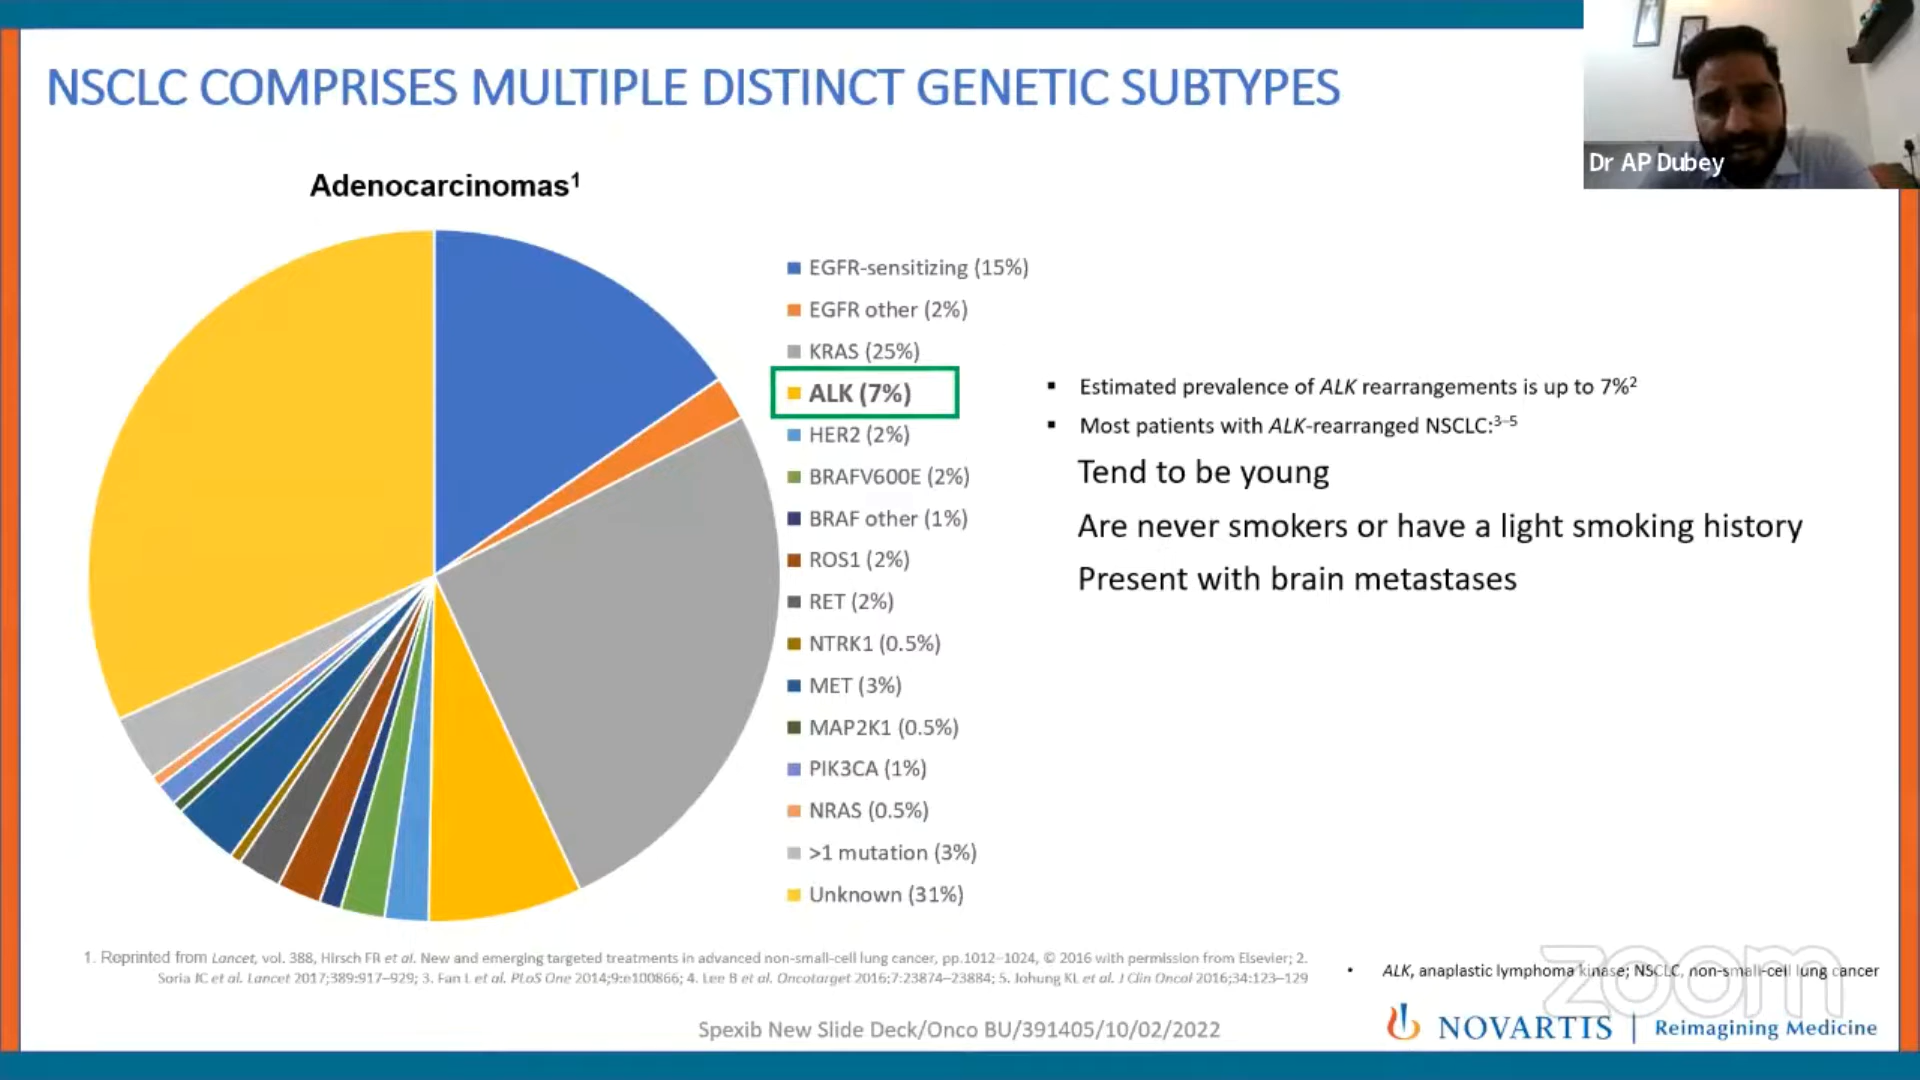 NSCLC COMPRISES MULTIPLE DISTINCT GENETIC SUBTYPES
Dr AP Dubey
Adenocarcinomas¹
EGFR-sensitizing (15%)
EGFR other (2%)
KRAS (25%)
ALK (7%)
HER2 (2%)
BRAFV600E (2%)
BRAF other (1%)
ROS1 (2%)
RET (2%)
NTRK1 (0.5%)
MET (3%)
MAP2K1 (0.5%)
PIK3CA (1%)
NRAS (0.5%)
>1 mutation (3%)
Unknown (31%)
▪ Estimated prevalence of ALK rearrangements is up to 7%²
▪ Most patients with ALK-rearranged NSCLC:³⁻⁵
Tend to be young
Are never smokers or have a light smoking history
Present with brain metastases
1. Reprinted from Lancet, vol. 388, Hirsch FR et al. New and emerging targeted treatments in advanced non-small-cell lung cancer, pp.1012–1024, © 2016 with permission from Elsevier; 2.
Soria JC et al. Lancet 2017;389:917–929; 3. Fan L et al. PLoS One 2014;9:e100866; 4. Lee B et al. Oncotarget 2016;7:23874–23884; 5. Johung KL et al. J Clin Oncol 2016;34:123–129
• ALK, anaplastic lymphoma kinase; NSCLC, non-small-cell lung cancer
zoom
Spexib New Slide Deck/Onco BU/391405/10/02/2022
NOVARTIS | Reimagining Medicine